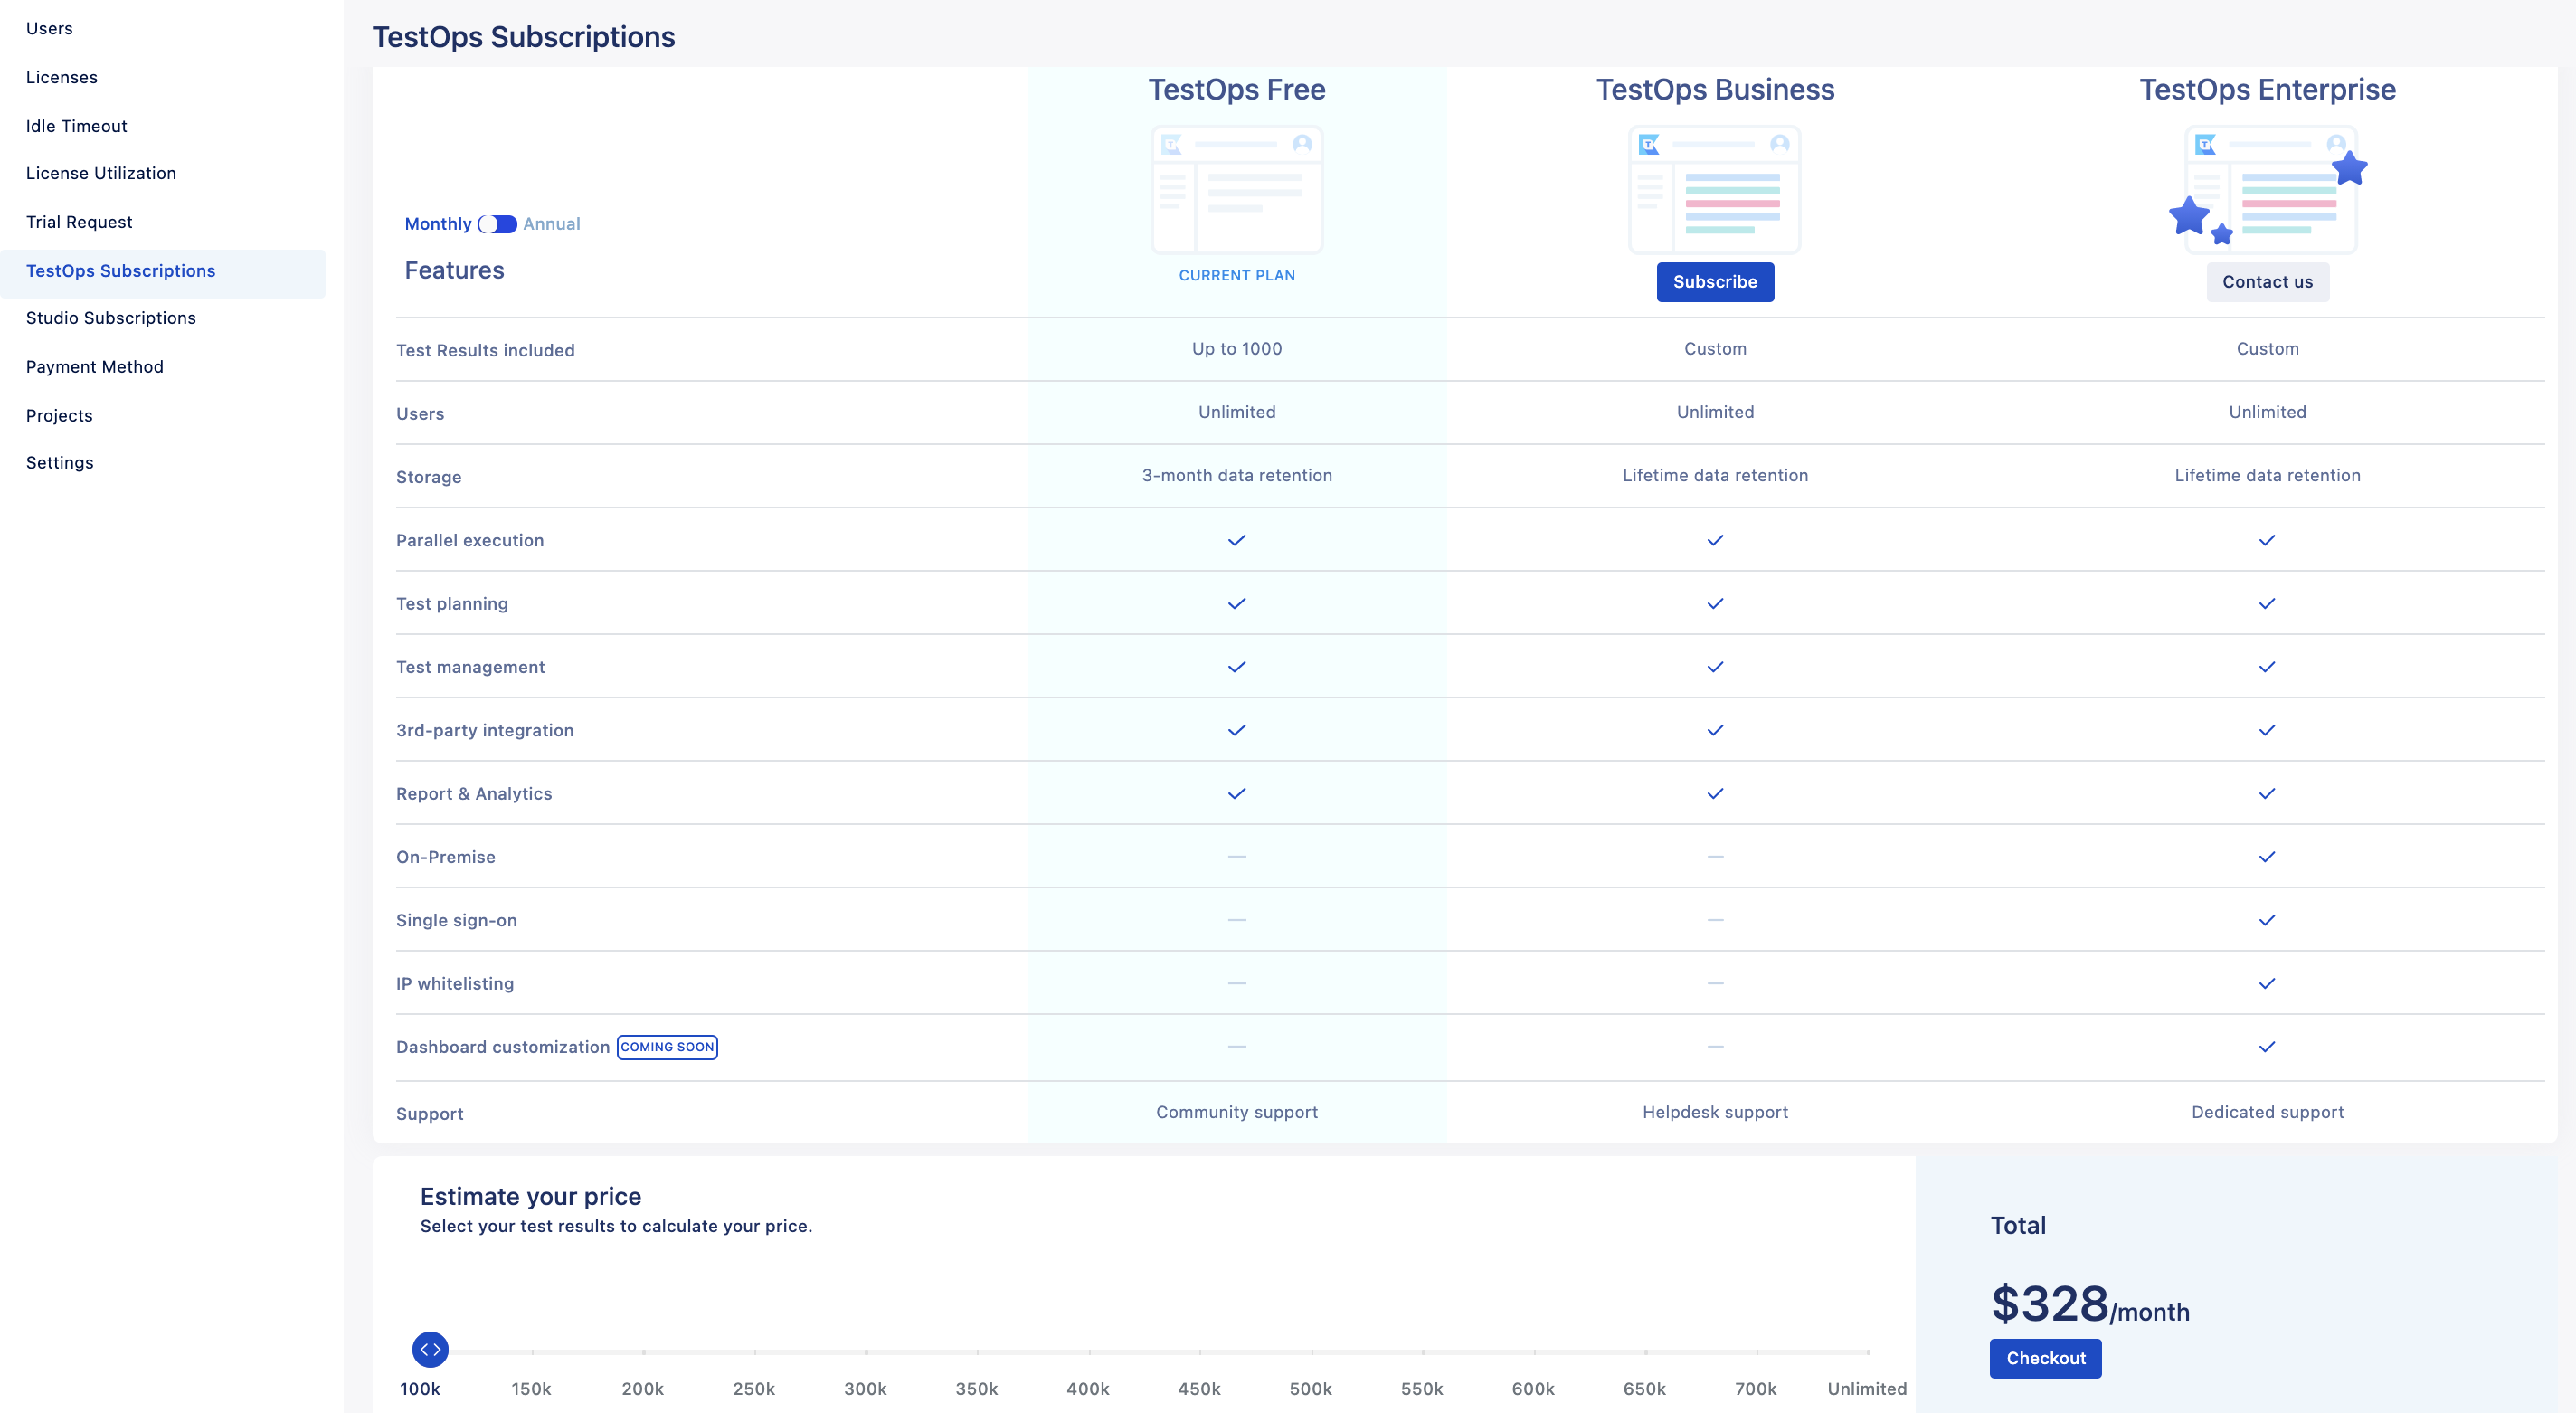 Users
Licenses
Idle Timeout
License Utilization
Trial Request
TestOps Subscriptions
Studio Subscriptions
Payment Method
Projects
Settings
TestOps Subscriptions
TestOps Free
TestOps Business
TestOps Enterprise
Monthly Annual
Features
CURRENT PLAN
Subscribe
Contact us
Test Results included Up to 1000 Custom Custom
Users Unlimited Unlimited Unlimited
Storage 3-month data retention Lifetime data retention Lifetime data retention
Parallel execution
Test planning
Test management
3rd-party integration
Report & Analytics
On-Premise
Single sign-on
IP whitelisting
Dashboard customization COMING SOON
Support Community support Helpdesk support Dedicated support
Estimate your price
Select your test results to calculate your price.
100k 150k 200k 250k 300k 350k 400k 450k 500k 550k 600k 650k 700k Unlimited
Total
$328/month
Checkout